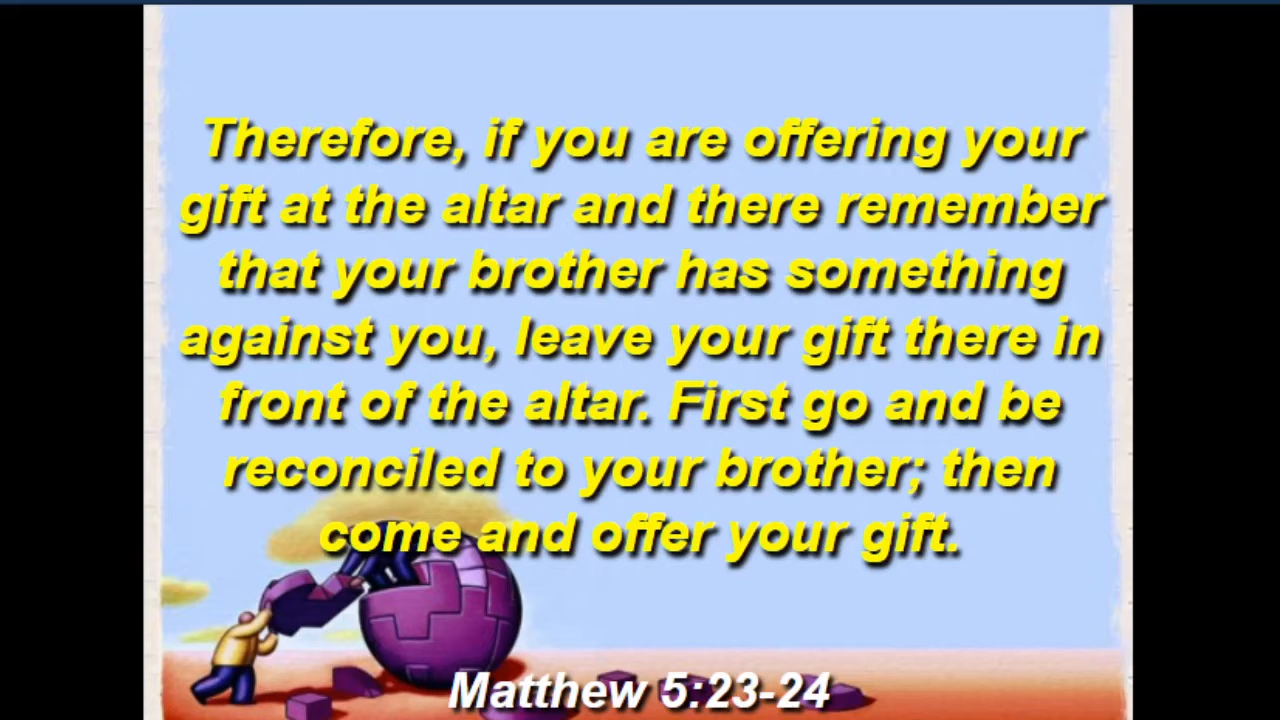 Therefore, if you are offering your
gift at the altar and there remember
that your brother has something
against you, leave your gift there in
front of the altar. First go and be
reconciled to your brother; then
come and offer your gift.
Matthew 5:23-24